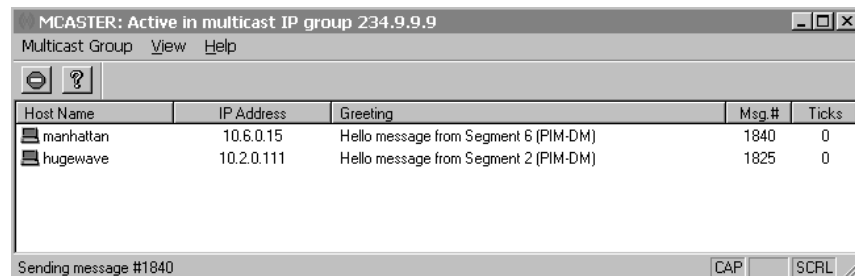 MCASTER: Active in multicast IP group 234.9.9.9
Multicast Group View Help
Host Name IP Address Greeting Msg.# Ticks
manhattan 10.6.0.15 Hello message from Segment 6 (PIM-DM) 1840 0
hugewave 10.2.0.111 Hello message from Segment 2 (PIM-DM) 1825 0
Sending message #1840 CAP SCRL